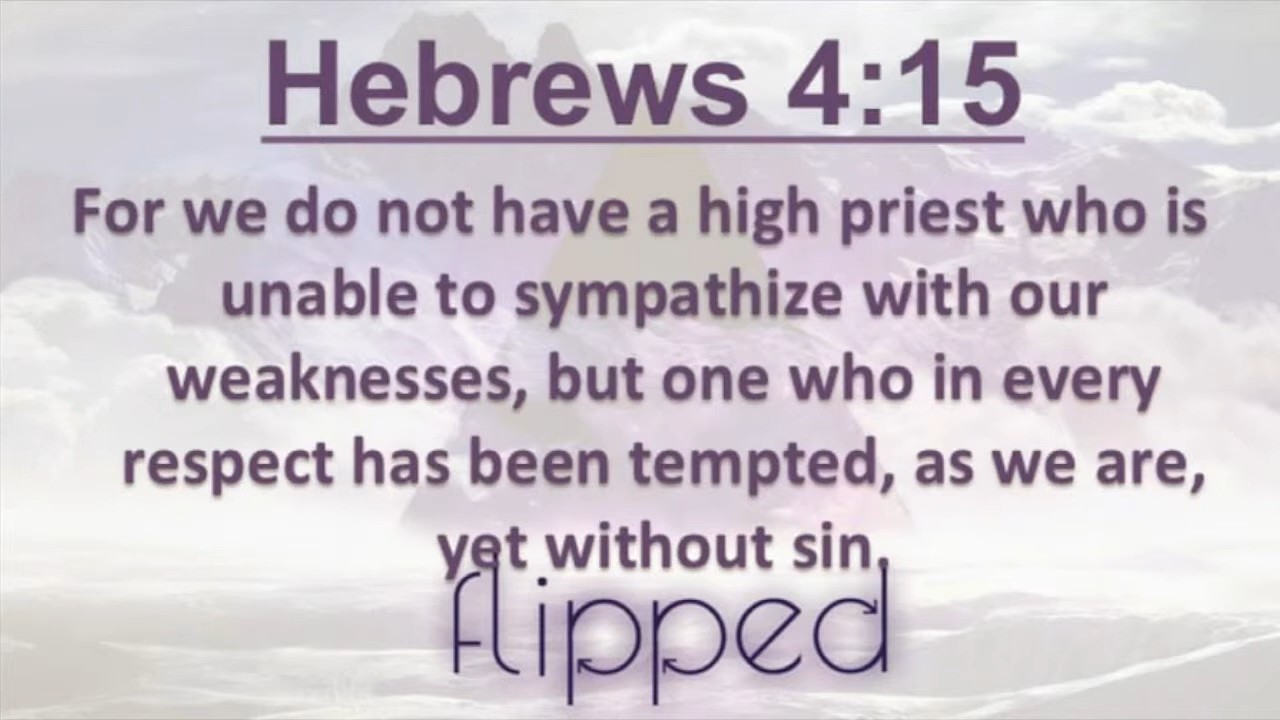 Hebrews 4:15
For we do not have a high priest who is
unable to sympathize with our
weaknesses, but one who in every
respect has been tempted, as we are,
yet without sin.
flipped